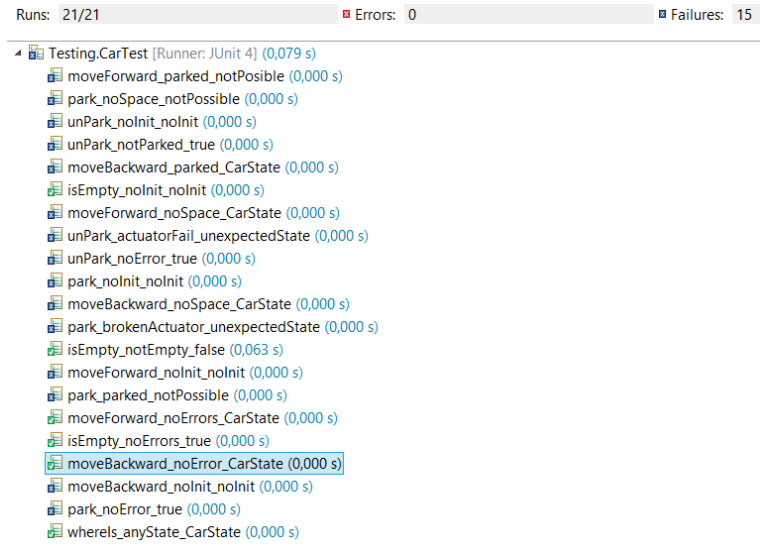 Runs: 21/21 Errors: 0 Failures: 15
Testing.CarTest [Runner: JUnit 4] (0,079 s)
moveForward_parked_notPosible (0,000 s)
park_noSpace_notPossible (0,000 s)
unPark_noInit_noInit (0,000 s)
unPark_notParked_true (0,000 s)
moveBackward_parked_CarState (0,000 s)
isEmpty_noInit_noInit (0,000 s)
moveForward_noSpace_CarState (0,000 s)
unPark_actuatorFail_unexpectedState (0,000 s)
unPark_noError_true (0,000 s)
park_noInit_noInit (0,000 s)
moveBackward_noSpace_CarState (0,000 s)
park_brokenActuator_unexpectedState (0,000 s)
isEmpty_notEmpty_false (0,063 s)
moveForward_noInit_noInit (0,000 s)
park_parked_notPossible (0,000 s)
moveForward_noErrors_CarState (0,000 s)
isEmpty_noErrors_true (0,000 s)
moveBackward_noError_CarState (0,000 s)
moveBackward_noInit_noInit (0,000 s)
park_noError_true (0,000 s)
whereIs_anyState_CarState (0,000 s)